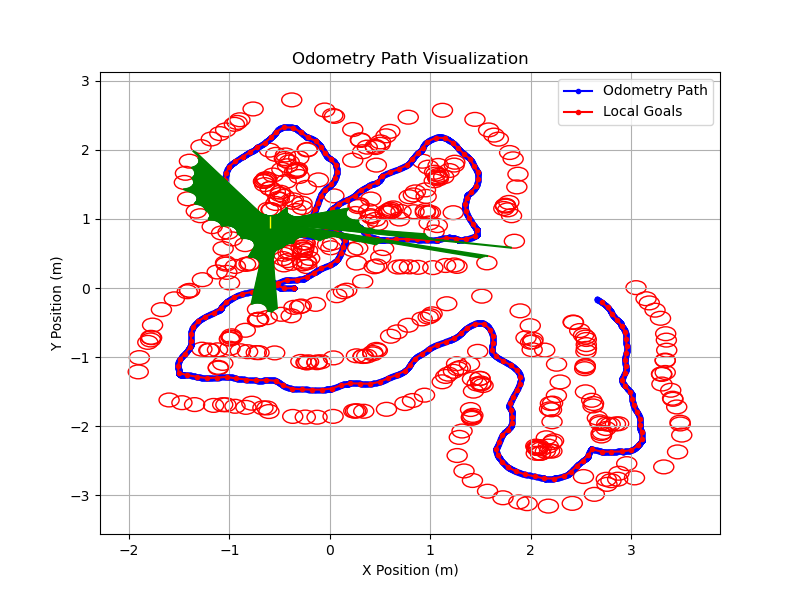 Odometry Path Visualization
Odometry Path
Local Goals
Y Position (m)
3
2
1
0
−1
−2
−3
−2
−1
0
1
2
3
X Position (m)